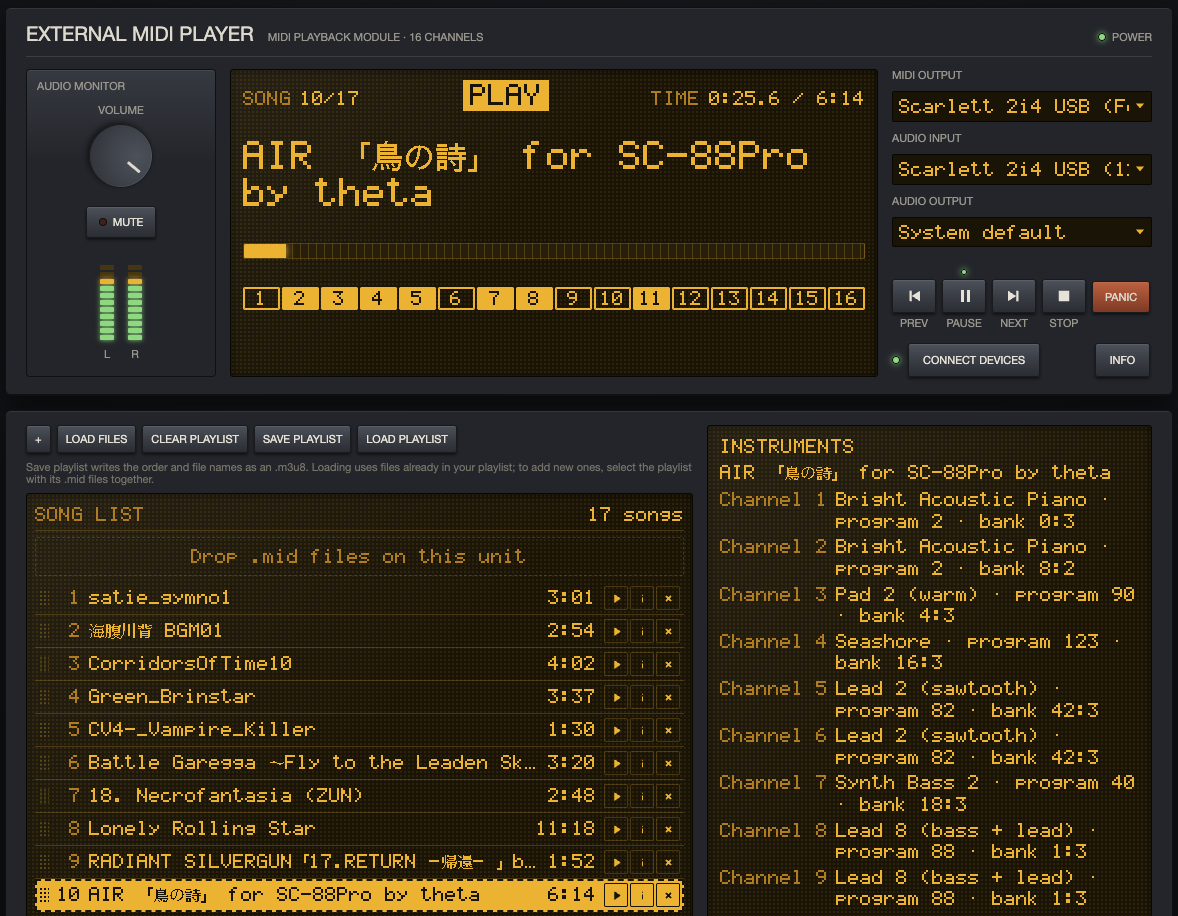 EXTERNAL MIDI PLAYER MIDI PLAYBACK MODULE · 16 CHANNELS
POWER
AUDIO MONITOR
VOLUME
MUTE
L R
SONG 10/17 PLAY TIME 0:25.6 / 6:14
AIR 「鳥の詩」 for SC-88Pro
by theta
1 2 3 4 5 6 7 8 9 10 11 12 13 14 15 16
MIDI OUTPUT
Scarlett 2i4 USB (F
AUDIO INPUT
Scarlett 2i4 USB (1:
AUDIO OUTPUT
System default
PANIC
PREV PAUSE NEXT STOP
CONNECT DEVICES INFO
+ LOAD FILES CLEAR PLAYLIST SAVE PLAYLIST LOAD PLAYLIST
Save playlist writes the order and file names as an .m3u8. Loading uses files already in your playlist; to add new ones, select the playlist
with its .mid files together.
SONG LIST 17 songs
Drop .mid files on this unit
1 satie_gymno1 3:01 i ×
2 海腹川背 BGM01 2:54 i ×
3 CorridorsOfTime10 4:02 i ×
4 Green_Brinstar 3:37 i ×
5 CV4-_Vampire_Killer 1:30 i ×
6 Battle Garegga ~Fly to the Leaden Sk… 3:20 i ×
7 18. Necrofantasia (ZUN) 2:48 i ×
8 Lonely Rolling Star 11:18 i ×
9 RADIANT SILVERGUN「17.RETURN -帰還- 」b… 1:52 i ×
10 AIR 「鳥の詩」 for SC-88Pro by theta 6:14 i ×
INSTRUMENTS
AIR 「鳥の詩」 for SC-88Pro by theta
Channel 1 Bright Acoustic Piano ·
program 2 · bank 0:3
Channel 2 Bright Acoustic Piano ·
program 2 · bank 8:2
Channel 3 Pad 2 (warm) · program 90
· bank 4:3
Channel 4 Seashore · program 123 ·
bank 16:3
Channel 5 Lead 2 (sawtooth) ·
program 82 · bank 42:3
Channel 6 Lead 2 (sawtooth) ·
program 82 · bank 42:3
Channel 7 Synth Bass 2 · program 40
· bank 18:3
Channel 8 Lead 8 (bass + lead) ·
program 88 · bank 1:3
Channel 9 Lead 8 (bass + lead) ·
program 88 · bank 1:3